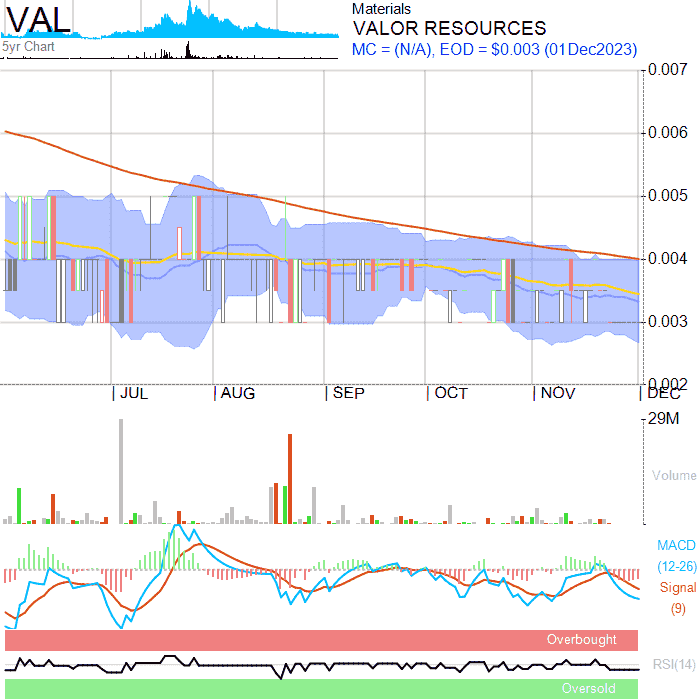 VAL
5yr Chart
Materials
VALOR RESOURCES
MC = (N/A), EOD = $0.003 (01Dec2023)
0.007
0.006
0.005
0.004
0.003
0.002
JUL AUG SEP OCT NOV DEC
29M
Volume
MACD
(12-26)
Signal
(9)
Overbought
RSI(14)
Oversold